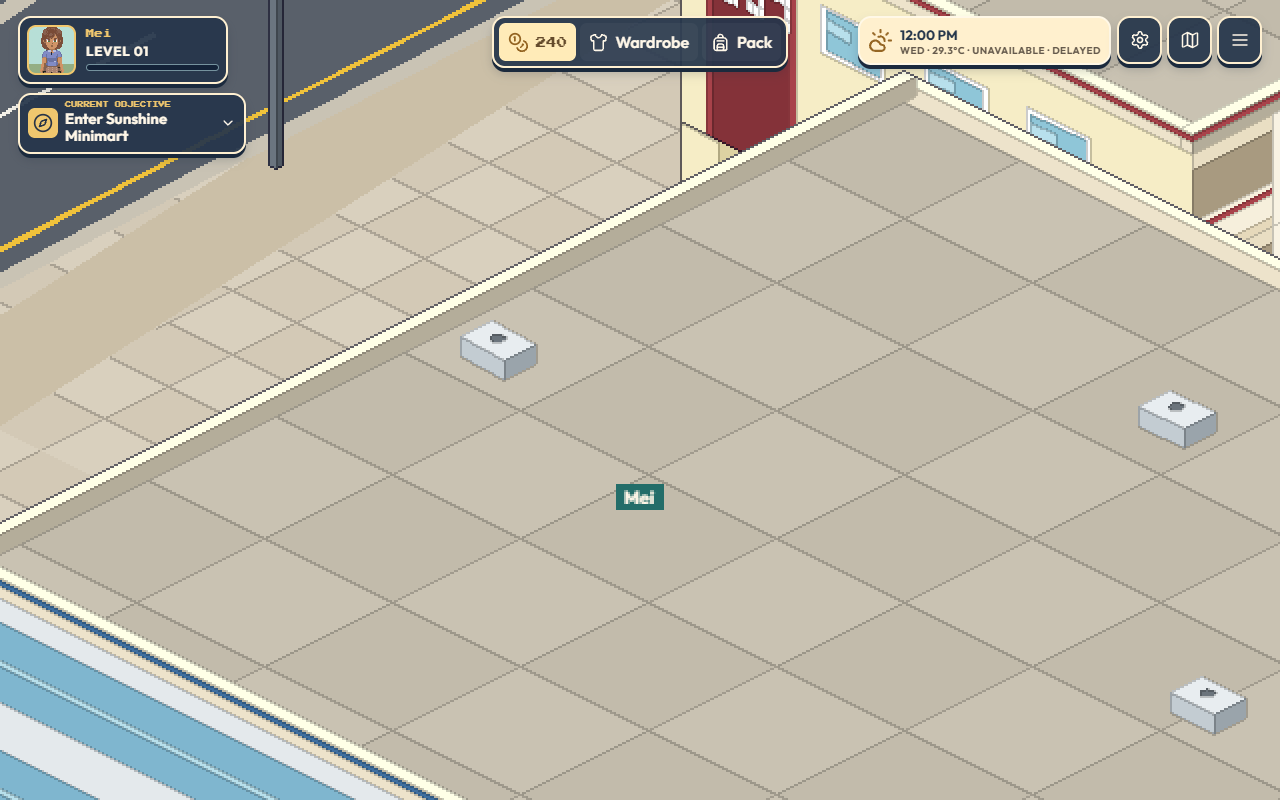 Mei
LEVEL 01
CURRENT OBJECTIVE
Enter Sunshine
Minimart
240
Wardrobe
Pack
12:00 PM
WED · 29.3°C · UNAVAILABLE · DELAYED
Mei